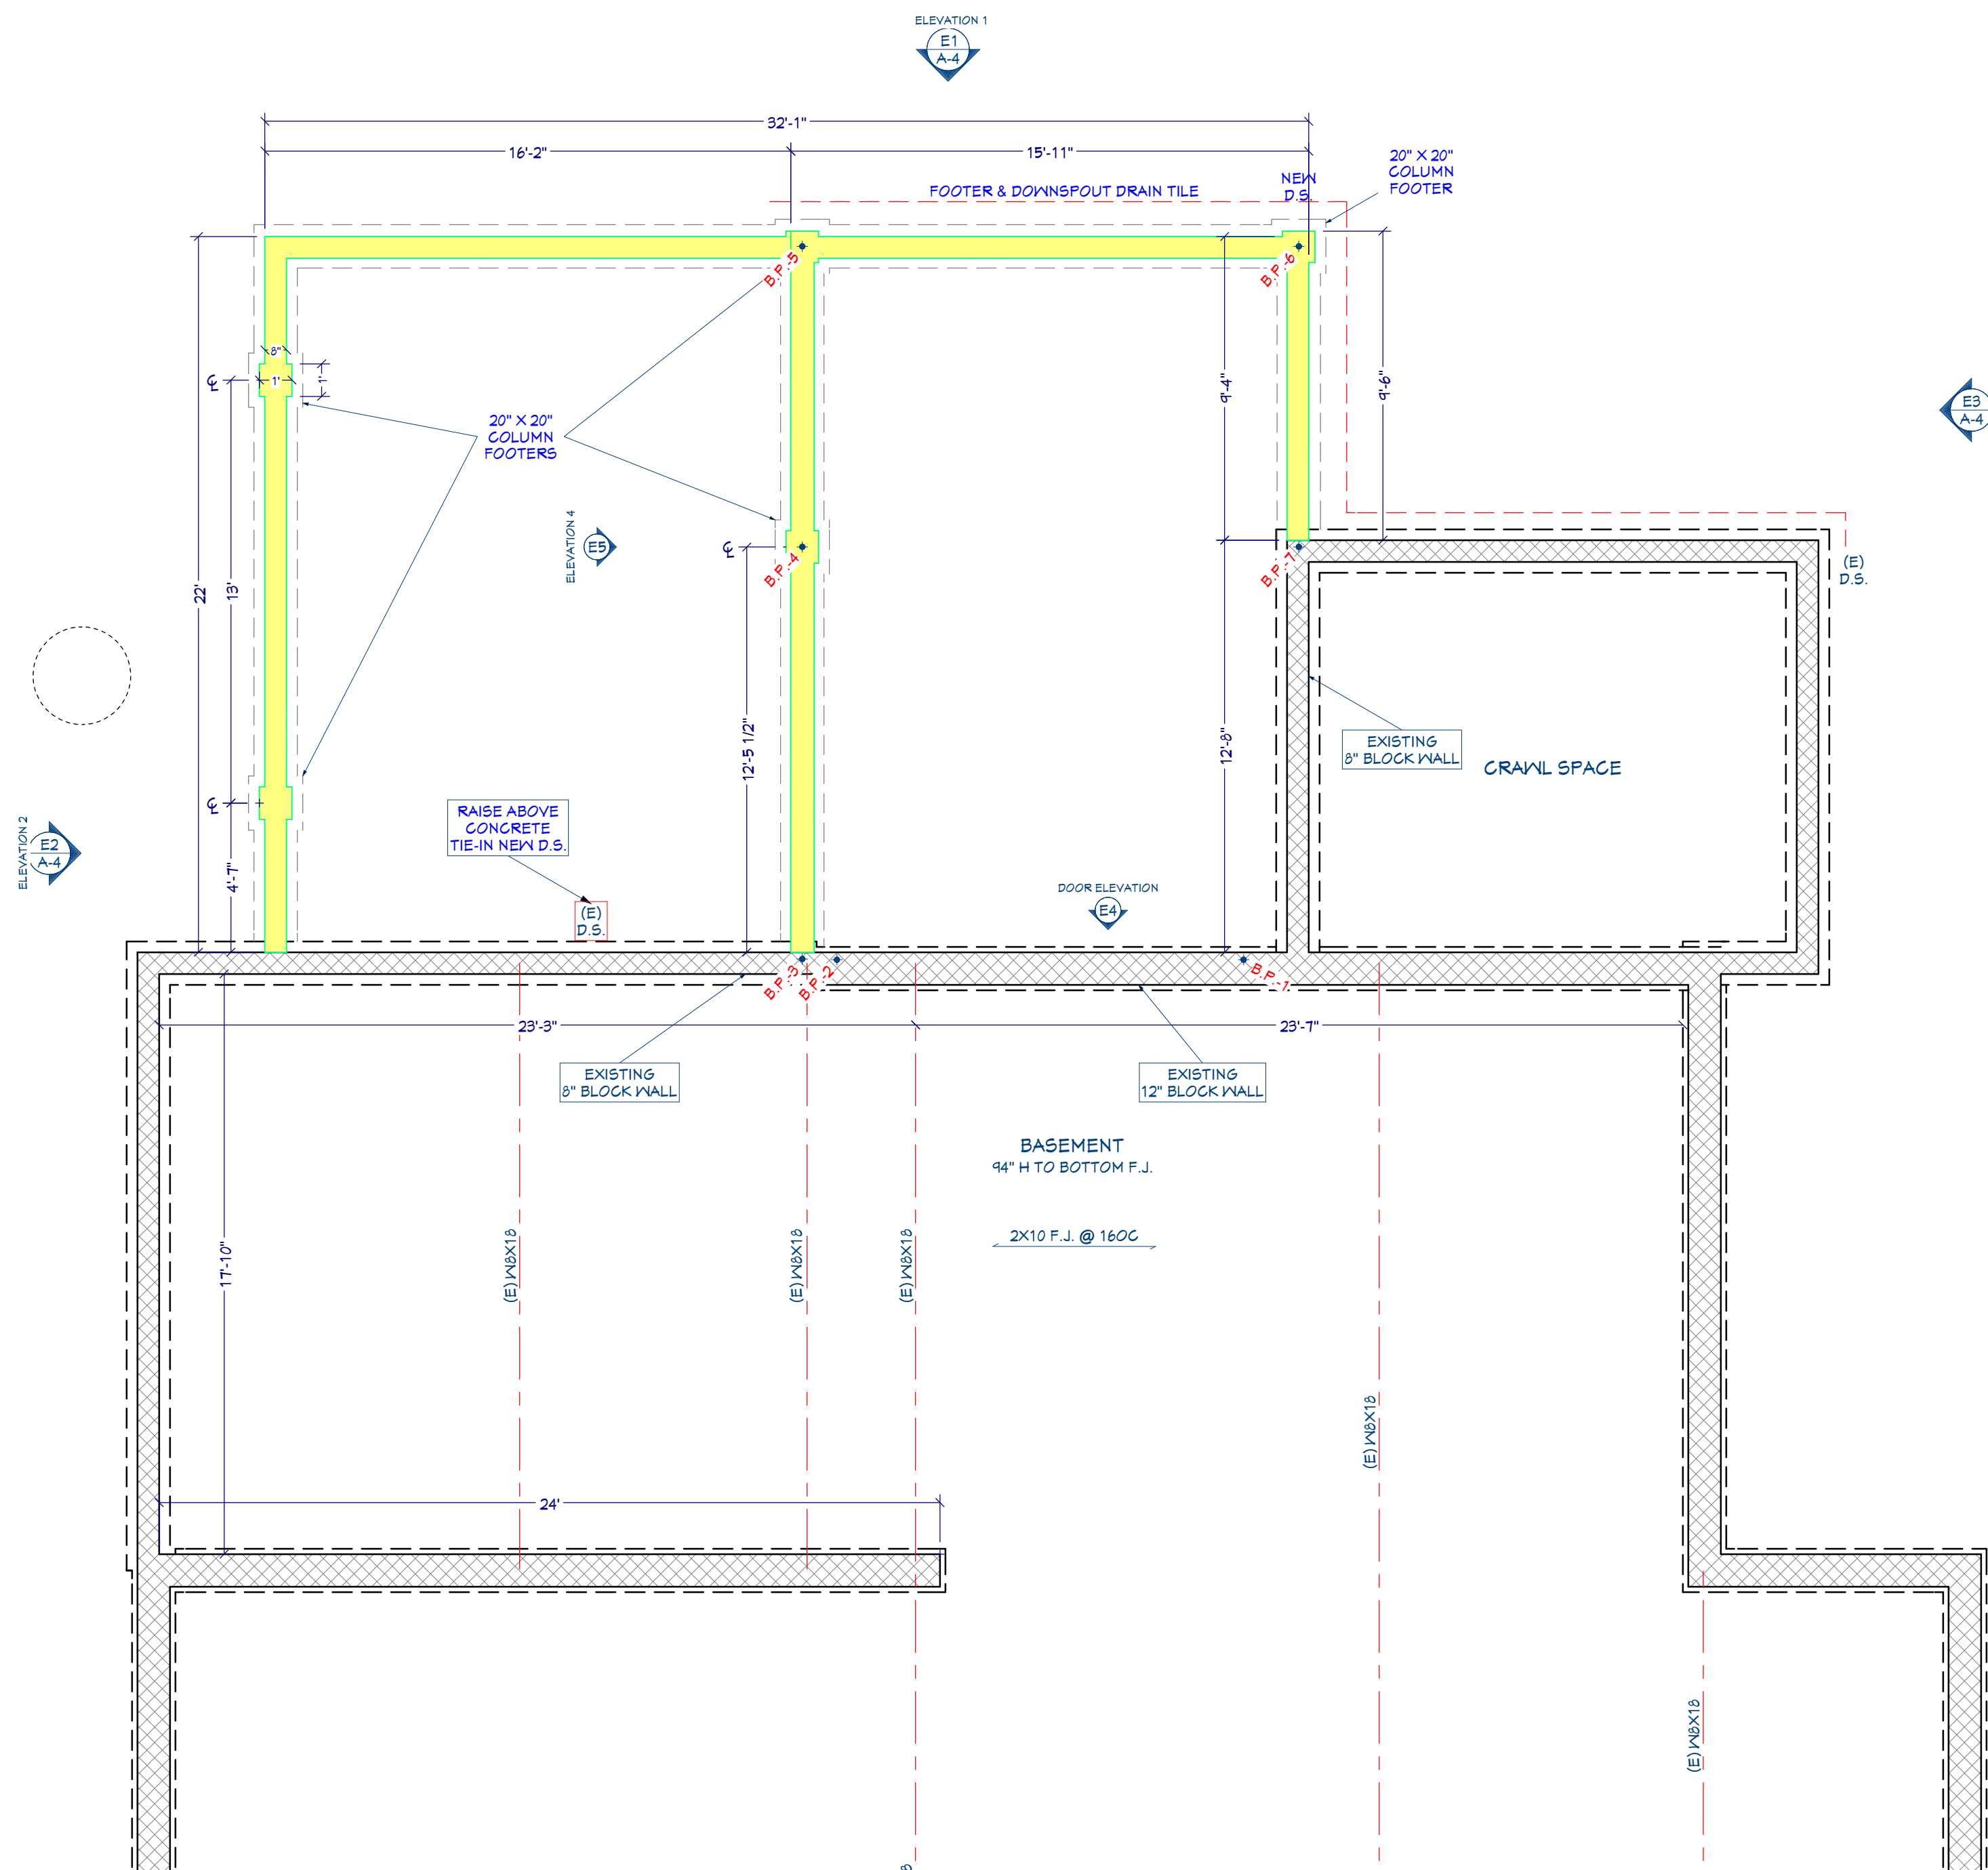 ELEVATION 1
E1
A-4
32'-1"
16'-2"
15'-11"
20" X 20"
COLUMN
FOOTER
FOOTER & DOWNSPOUT DRAIN TILE
NEW
D.S.
B.P.-5
B.P.-6
8"
1'
1'
℄
9'-4"
9'-6"
E3
A-4
20" X 20"
COLUMN
FOOTERS
ELEVATION 4
E5
℄
B.P.-4
B.P.-7
(E)
D.S.
22'
13'
12'-5 1/2"
12'-8"
EXISTING
8" BLOCK WALL
CRAWL SPACE
℄
RAISE ABOVE
CONCRETE
TIE-IN NEW D.S.
ELEVATION 2
E2
A-4
4'-7"
DOOR ELEVATION
E4
(E)
D.S.
B.P.-3
B.P.-2
B.P.-1
23'-3"
23'-7"
EXISTING
8" BLOCK WALL
EXISTING
12" BLOCK WALL
BASEMENT
94" H TO BOTTOM F.J.
17'-10"
(E) W8X18
(E) W8X18
(E) W8X18
2X10 F.J. @ 16OC
(E) W8X18
24'
(E) W8X18